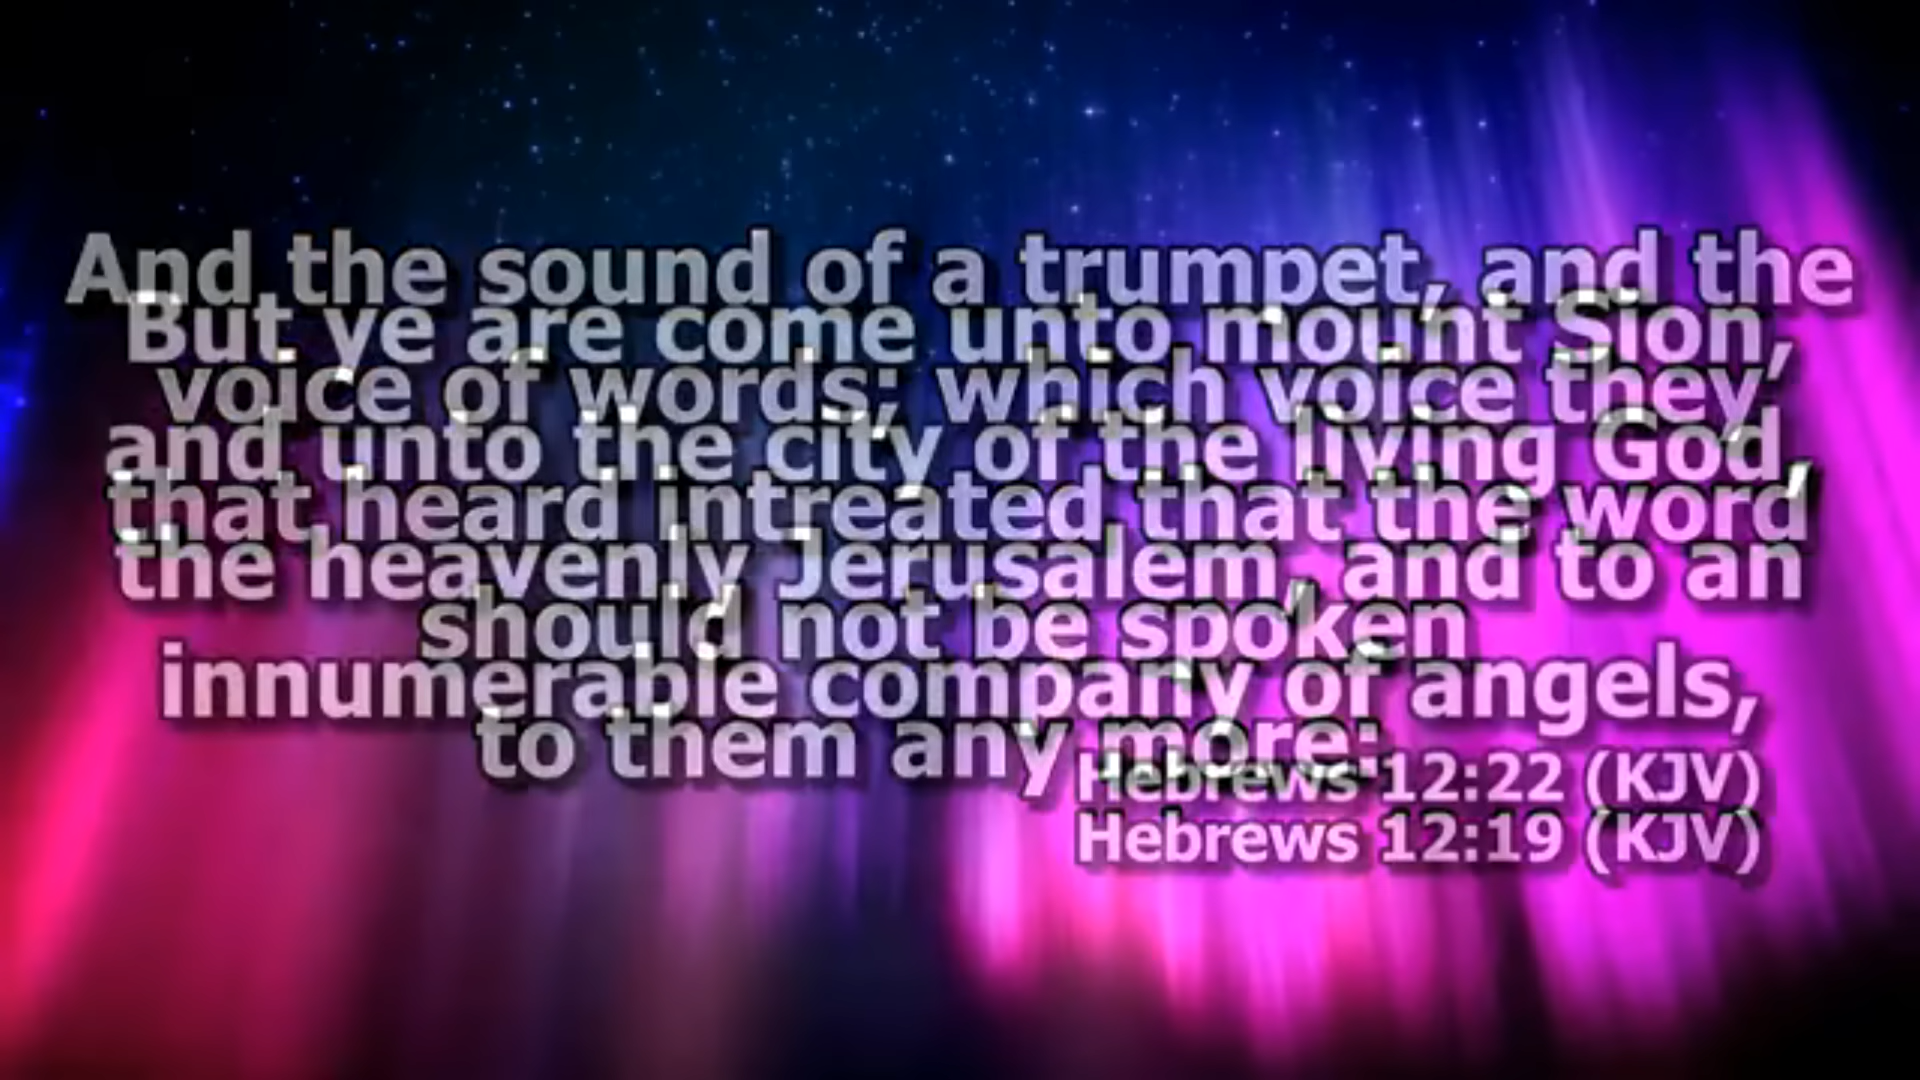 And the sound of a trumpet, and the
But ye are come unto mount Sion,
voice of words; which voice they
and unto the city of the living God,
that heard intreated that the word
the heavenly Jerusalem, and to an
should not be spoken
innumerable company of angels,
to them any more:
Hebrews 12:22 (KJV)
Hebrews 12:19 (KJV)